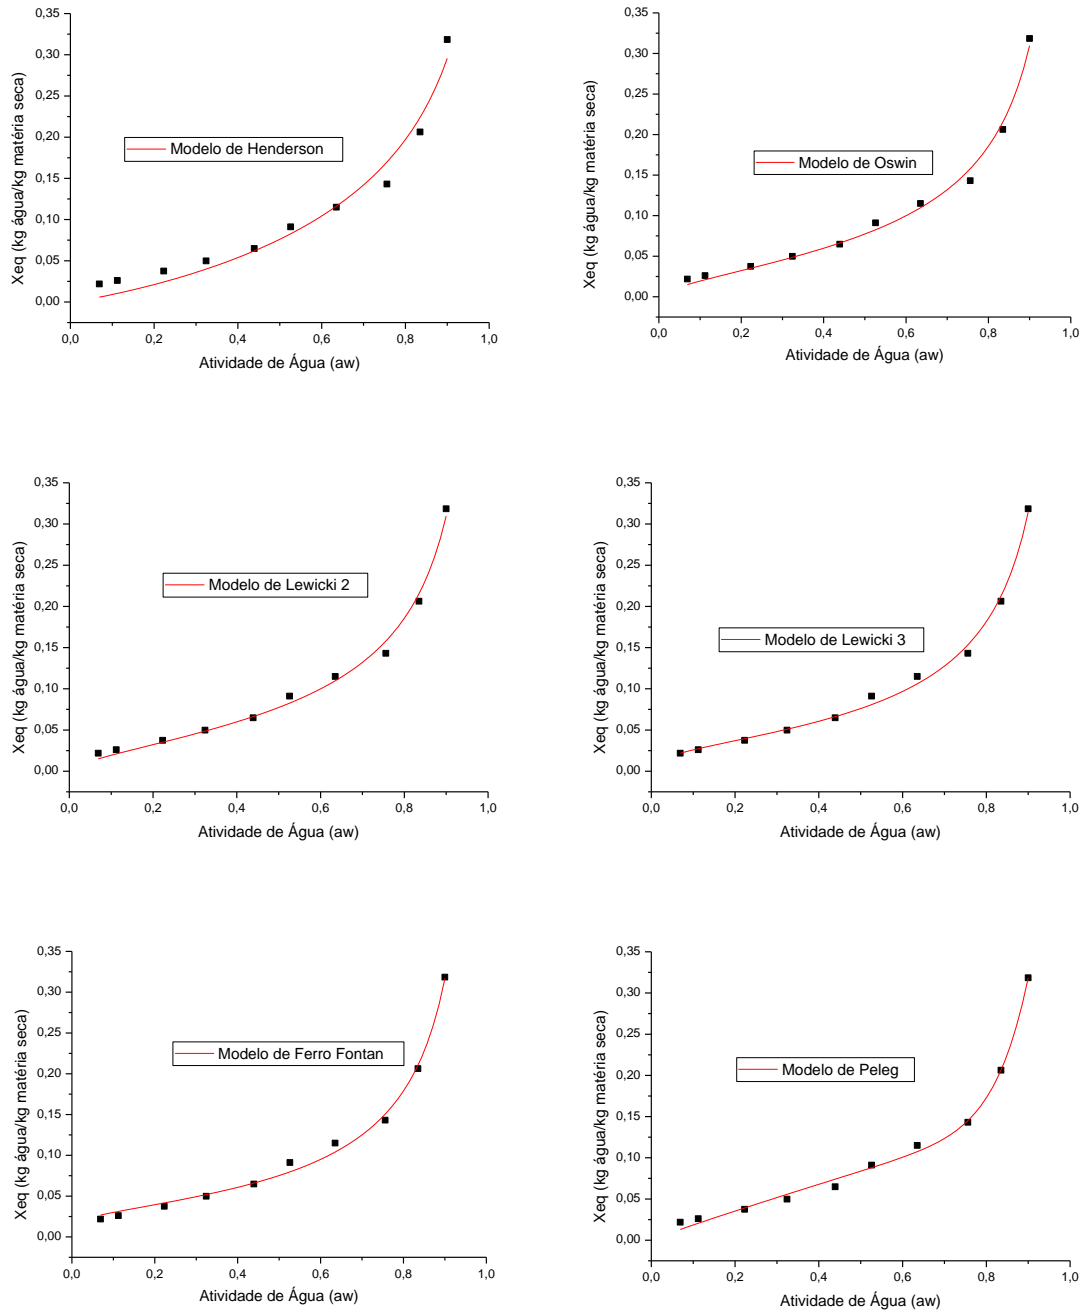 0,35
0,30
0,25
0,20
0,15
0,10
0,05
0,00
Xeq (kg água/kg matéria seca)
Modelo de Henderson
0,0 0,2 0,4 0,6 0,8 1,0
Atividade de Água (aw)
0,35
0,30
0,25
0,20
0,15
0,10
0,05
0,00
Xeq (kg água/kg matéria seca)
Modelo de Oswin
0,0 0,2 0,4 0,6 0,8 1,0
Atividade de Água (aw)
0,35
0,30
0,25
0,20
0,15
0,10
0,05
0,00
Xeq (kg água/kg matéria seca)
Modelo de Lewicki 2
0,0 0,2 0,4 0,6 0,8 1,0
Atividade de Água (aw)
0,35
0,30
0,25
0,20
0,15
0,10
0,05
0,00
Xeq (kg água/kg matéria seca)
Modelo de Lewicki 3
0,0 0,2 0,4 0,6 0,8 1,0
Atividade de Água (aw)
0,35
0,30
0,25
0,20
0,15
0,10
0,05
0,00
Xeq (kg água/kg matéria seca)
Modelo de Ferro Fontan
0,0 0,2 0,4 0,6 0,8 1,0
Atividade de Água (aw)
0,35
0,30
0,25
0,20
0,15
0,10
0,05
0,00
Xeq (kg água/kg matéria seca)
Modelo de Peleg
0,0 0,2 0,4 0,6 0,8 1,0
Atividade de Água (aw)